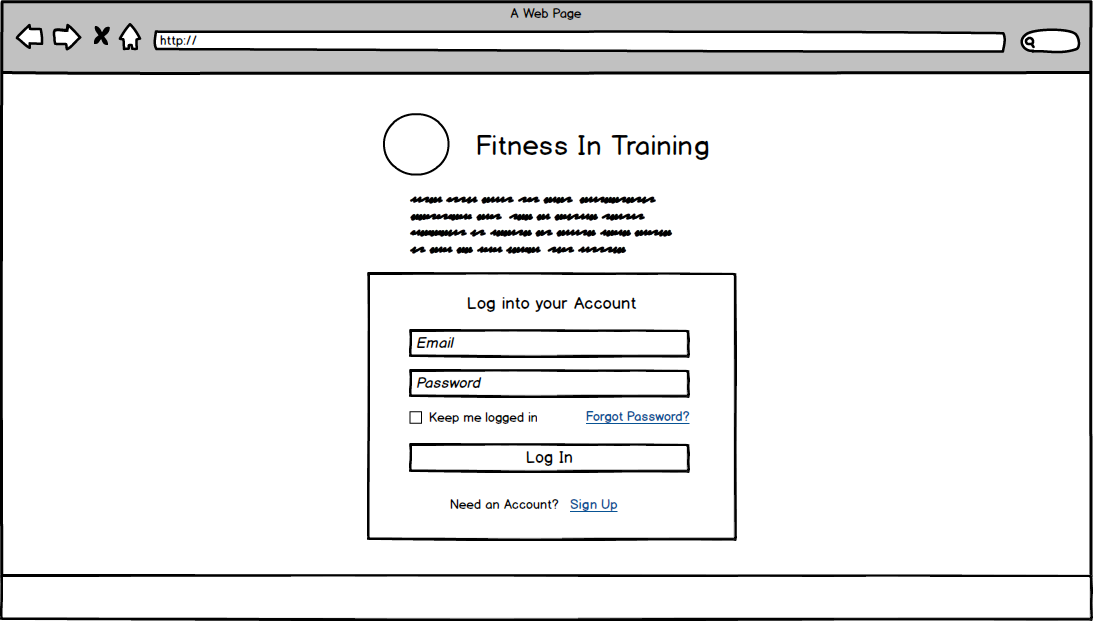 A Web Page
http://
Fitness In Training
Log into your Account
Email
Password
Keep me logged in Forgot Password?
Log In
Need an Account? Sign Up